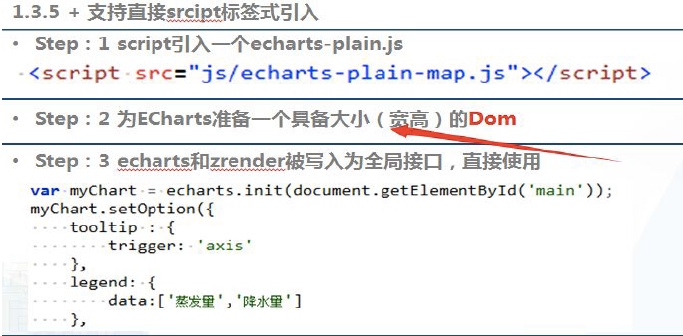 1.3.5 + 支持直接srcipt标签式引入
• Step：1 script引入一个echarts-plain.js
<script src="js/echarts-plain-map.js"></script>
• Step：2 为ECharts准备一个具备大小（宽高）的Dom
• Step：3 echarts和zrender被写入为全局接口，直接使用
var myChart = echarts.init(document.getElementById('main'));
myChart.setOption({
    tooltip : {
        trigger: 'axis'
    },
    legend: {
        data:['蒸发量','降水量']
    },